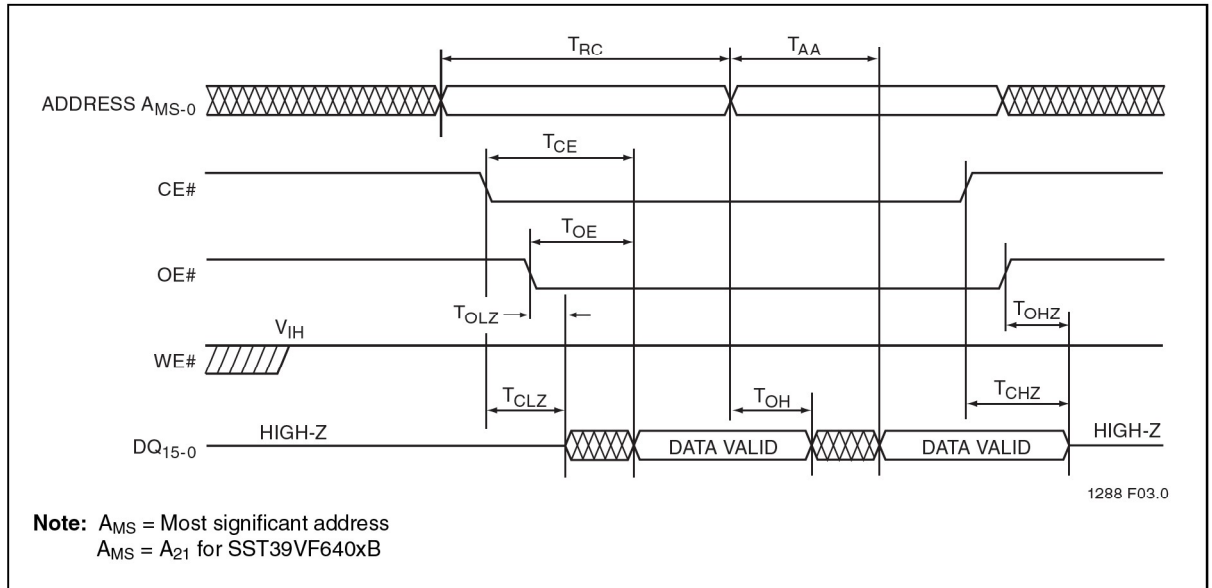 TRC TAA
ADDRESS AMS-0
TCE
CE#
TOE
OE#
TOLZ TOHZ
VIH
WE#
TCLZ TOH TCHZ
HIGH-Z DATA VALID DATA VALID HIGH-Z
DQ15-0
1288 F03.0
Note: AMS = Most significant address
AMS = A21 for SST39VF640xB